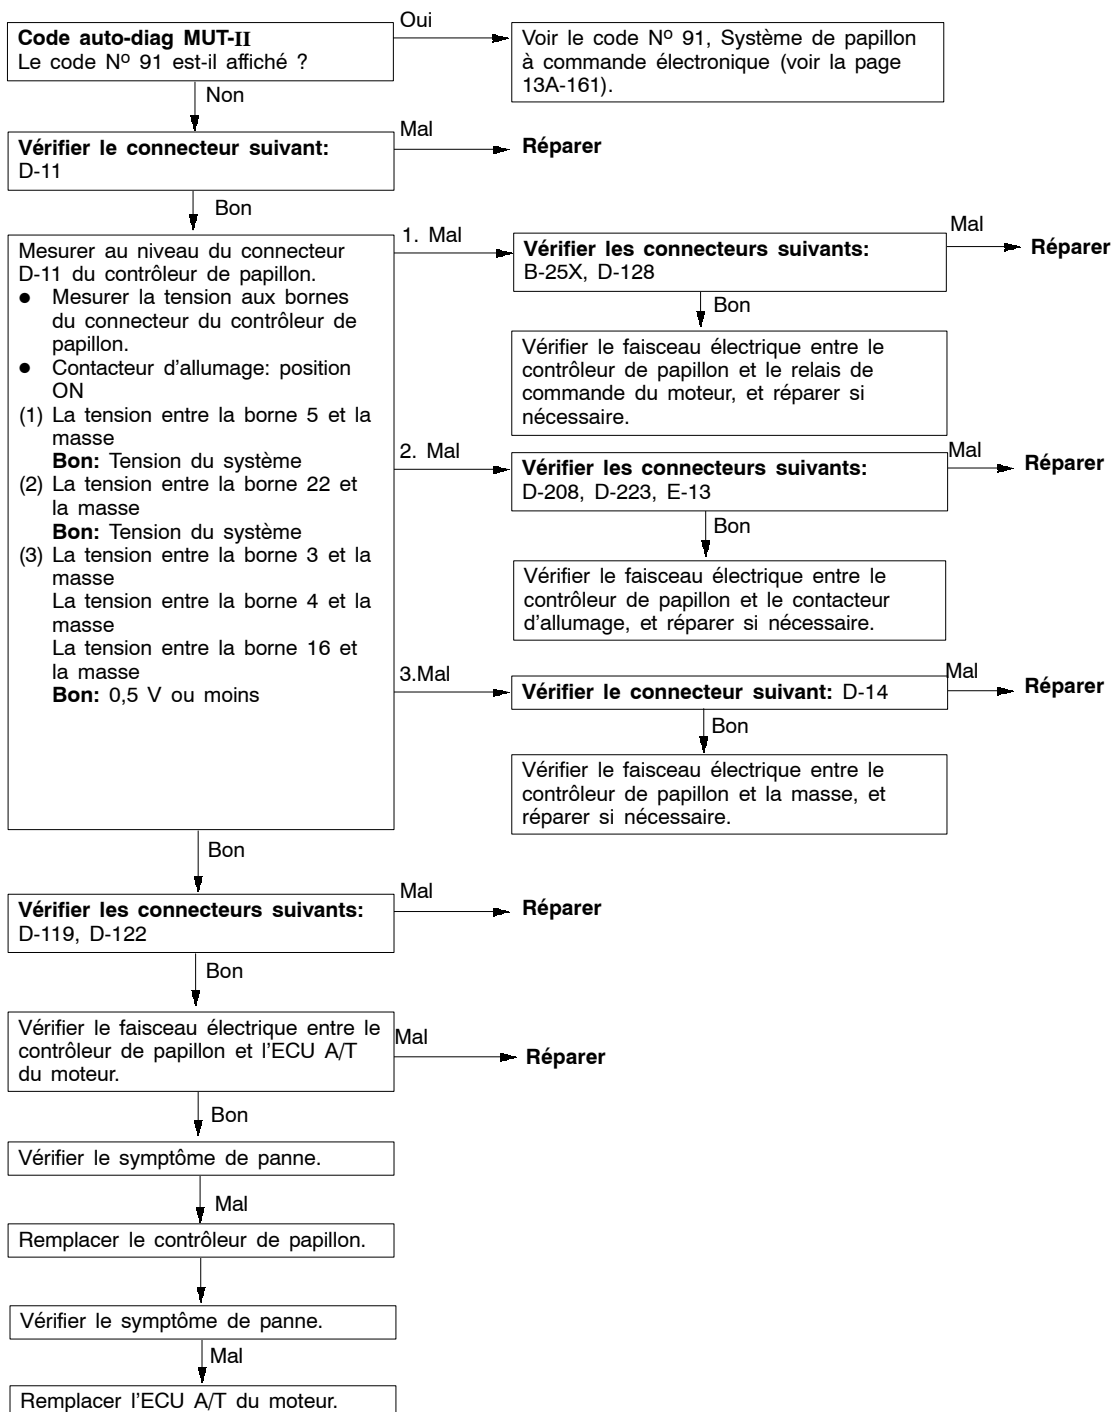 Code auto-diag MUT-II
Le code Nº 91 est-il affiché ?
Oui
Voir le code Nº 91, Système de papillon
à commande électronique (voir la page
13A-161).
Non
Vérifier le connecteur suivant:
D-11
Mal
Réparer
Bon
Mesurer au niveau du connecteur
D-11 du contrôleur de papillon.
● Mesurer la tension aux bornes
du connecteur du contrôleur de
papillon.
● Contacteur d'allumage: position
ON
(1) La tension entre la borne 5 et la
masse
Bon: Tension du système
(2) La tension entre la borne 22 et
la masse
Bon: Tension du système
(3) La tension entre la borne 3 et la
masse
La tension entre la borne 4 et la
masse
La tension entre la borne 16 et
la masse
Bon: 0,5 V ou moins
1. Mal
Vérifier les connecteurs suivants:
B-25X, D-128
Mal
Réparer
Bon
Vérifier le faisceau électrique entre le
contrôleur de papillon et le relais de
commande du moteur, et réparer si
nécessaire.
2. Mal
Vérifier les connecteurs suivants:
D-208, D-223, E-13
Mal
Réparer
Bon
Vérifier le faisceau électrique entre le
contrôleur de papillon et le contacteur
d'allumage, et réparer si nécessaire.
3.Mal
Vérifier le connecteur suivant: D-14
Mal
Réparer
Bon
Vérifier le faisceau électrique entre le
contrôleur de papillon et la masse, et
réparer si nécessaire.
Bon
Vérifier les connecteurs suivants:
D-119, D-122
Mal
Réparer
Bon
Vérifier le faisceau électrique entre le
contrôleur de papillon et l'ECU A/T
du moteur.
Mal
Réparer
Bon
Vérifier le symptôme de panne.
Mal
Remplacer le contrôleur de papillon.
Vérifier le symptôme de panne.
Mal
Remplacer l'ECU A/T du moteur.